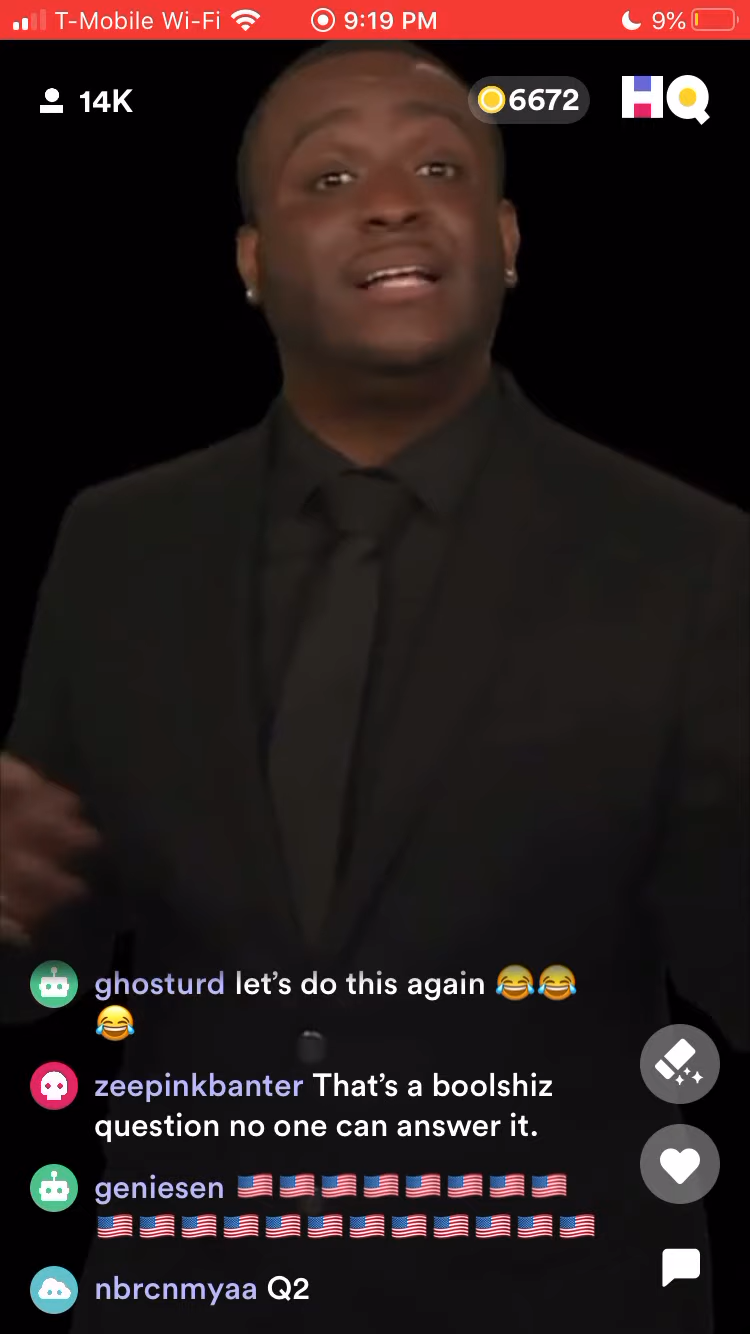 T-Mobile Wi-Fi 9:19 PM 9%
14K 6672 HQ
ghosturd let’s do this again 😂😂
😂
zeepinkbanter That’s a boolshiz
question no one can answer it.
geniesen 🇺🇸🇺🇸🇺🇸🇺🇸🇺🇸🇺🇸🇺🇸🇺🇸
🇺🇸🇺🇸🇺🇸🇺🇸🇺🇸🇺🇸🇺🇸🇺🇸🇺🇸🇺🇸🇺🇸🇺🇸
nbrcnmyaa Q2